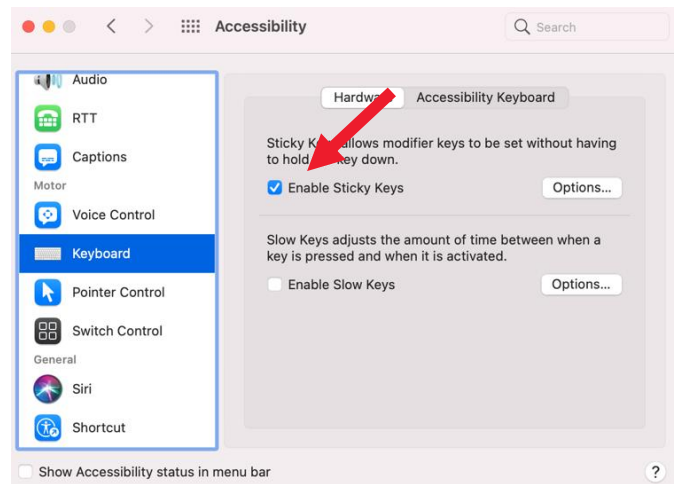 Accessibility
Search
Audio
RTT
Captions
Motor
Voice Control
Keyboard
Pointer Control
Switch Control
General
Siri
Shortcut
Accessibility Keyboard
Sticky allows modifier keys to be set without having
to hold key down.
Enable Sticky Keys
Options...
Slow Keys adjusts the amount of time between when a
key is pressed and when it is activated.
Enable Slow Keys
Options...
Show Accessibility status in menu bar
?